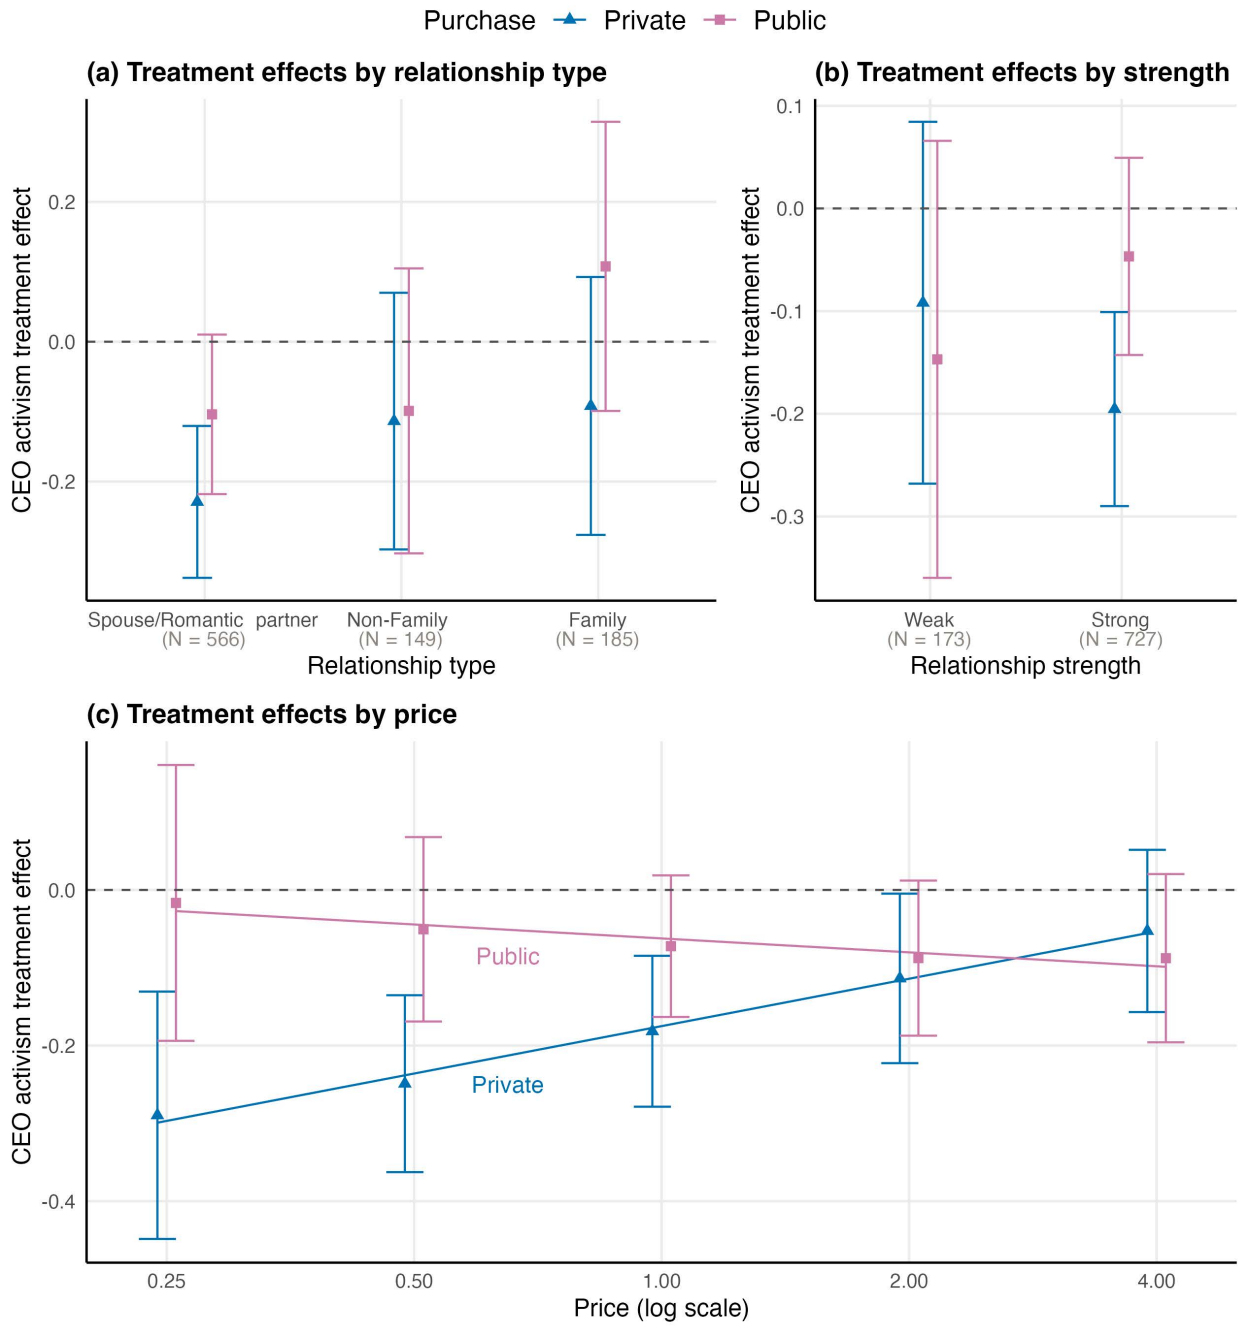 Purchase Private Public
(a) Treatment effects by relationship type
CEO activism treatment effect
0.2
0.0
-0.2
Spouse/Romantic partner Non-Family Family
(N = 566) (N = 149) (N = 185)
Relationship type
(b) Treatment effects by strength
CEO activism treatment effect
0.1
0.0
-0.1
-0.2
-0.3
Weak Strong
(N = 173) (N = 727)
Relationship strength
(c) Treatment effects by price
CEO activism treatment effect
0.0
-0.2
-0.4
Public
Private
0.25 0.50 1.00 2.00 4.00
Price (log scale)